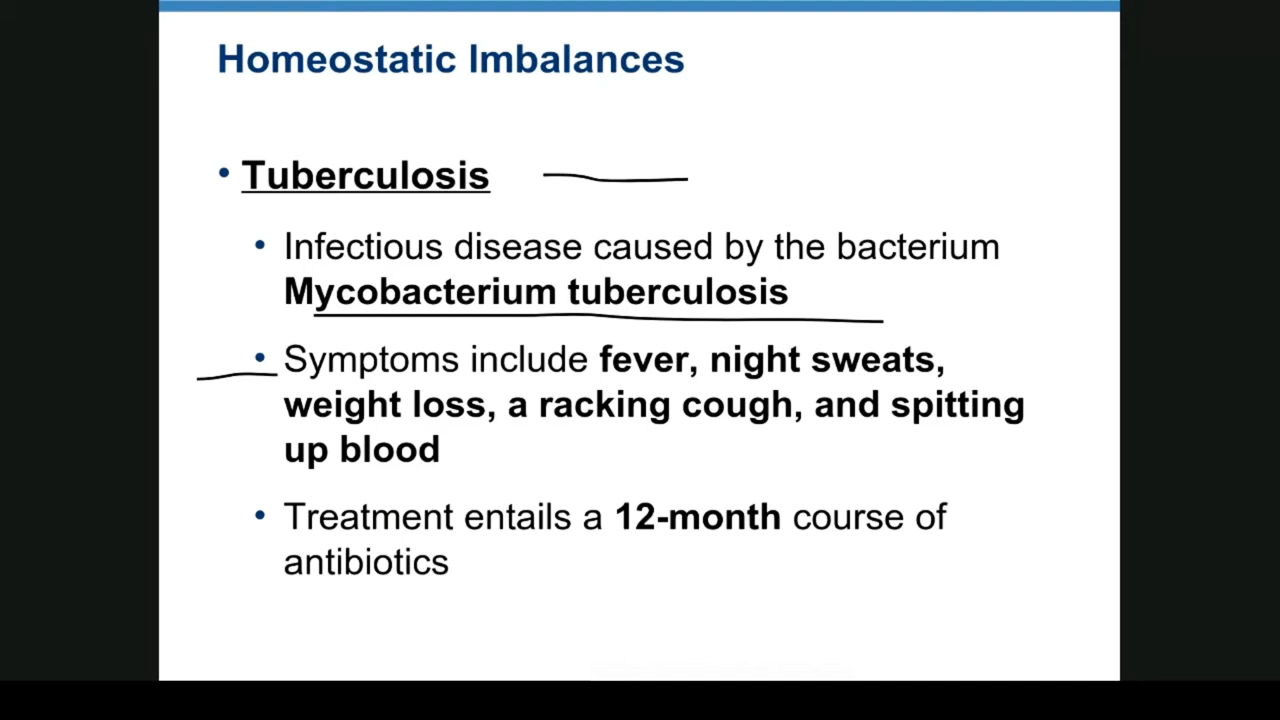 Homeostatic Imbalances
• Tuberculosis
• Infectious disease caused by the bacterium
Mycobacterium tuberculosis
• Symptoms include fever, night sweats,
weight loss, a racking cough, and spitting
up blood
• Treatment entails a 12-month course of
antibiotics